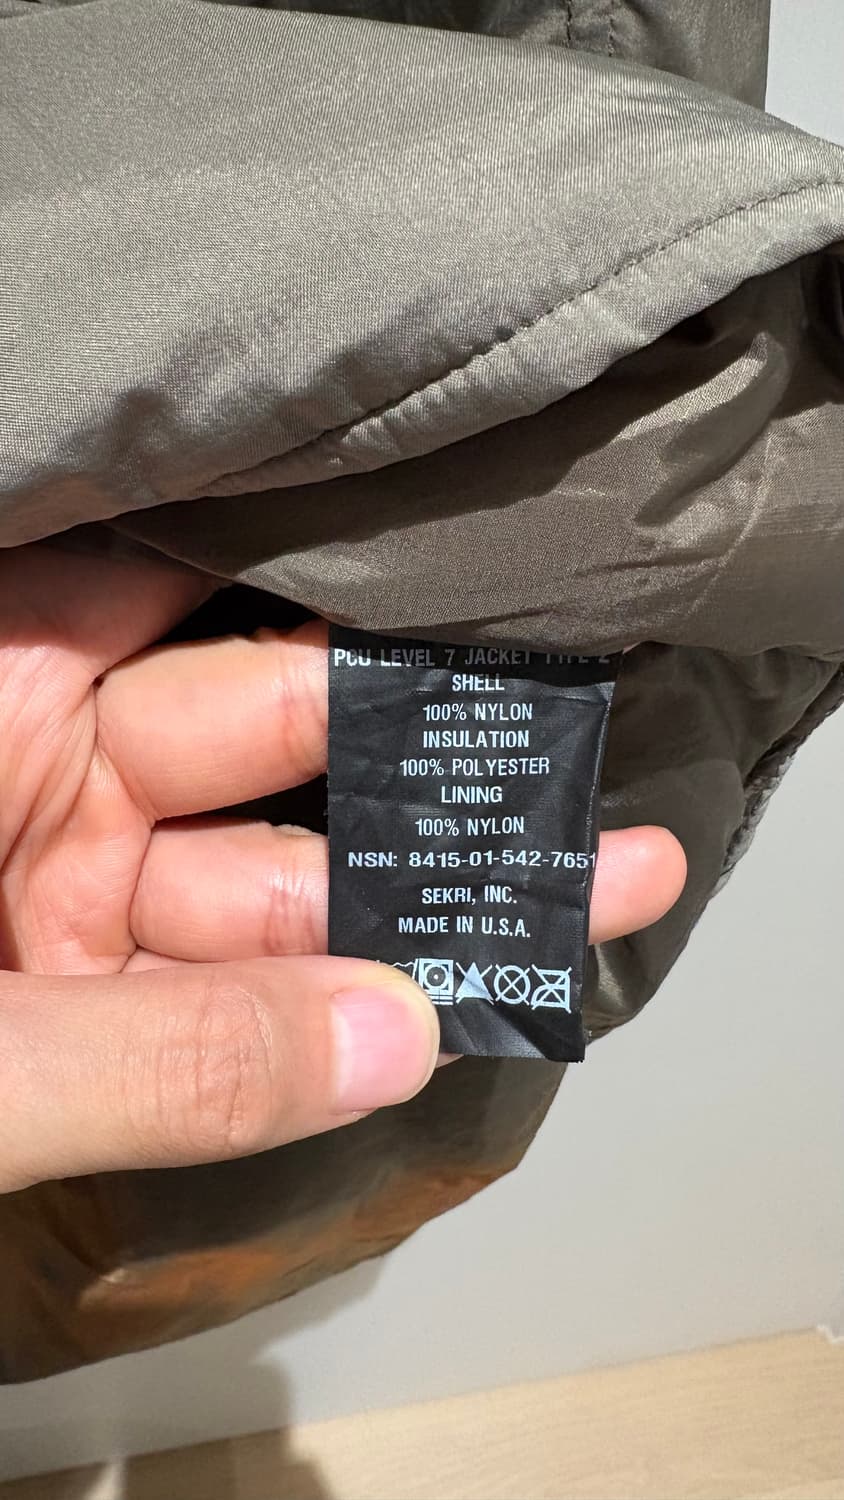 PCU LEVEL 7 JACKET TYPE 2
SHELL
100% NYLON
INSULATION
100% POLYESTER
LINING
100% NYLON
NSN: 8415-01-542-7651
SEKRI, INC.
MADE IN U.S.A.